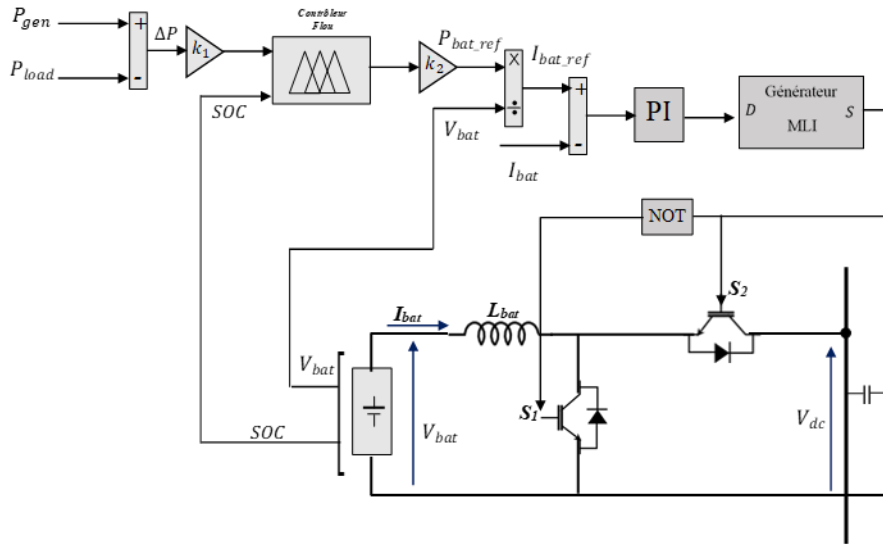 Contrôleur
Flou
P_gen
+
ΔP
k_1
P_load
-
SOC
k_2
P_bat_ref
×
÷
I_bat_ref
V_bat
+
-
I_bat
PI
D
Générateur
MLI
S
NOT
S_2
I_bat
L_bat
V_bat
S_1
V_bat
V_dc
SOC